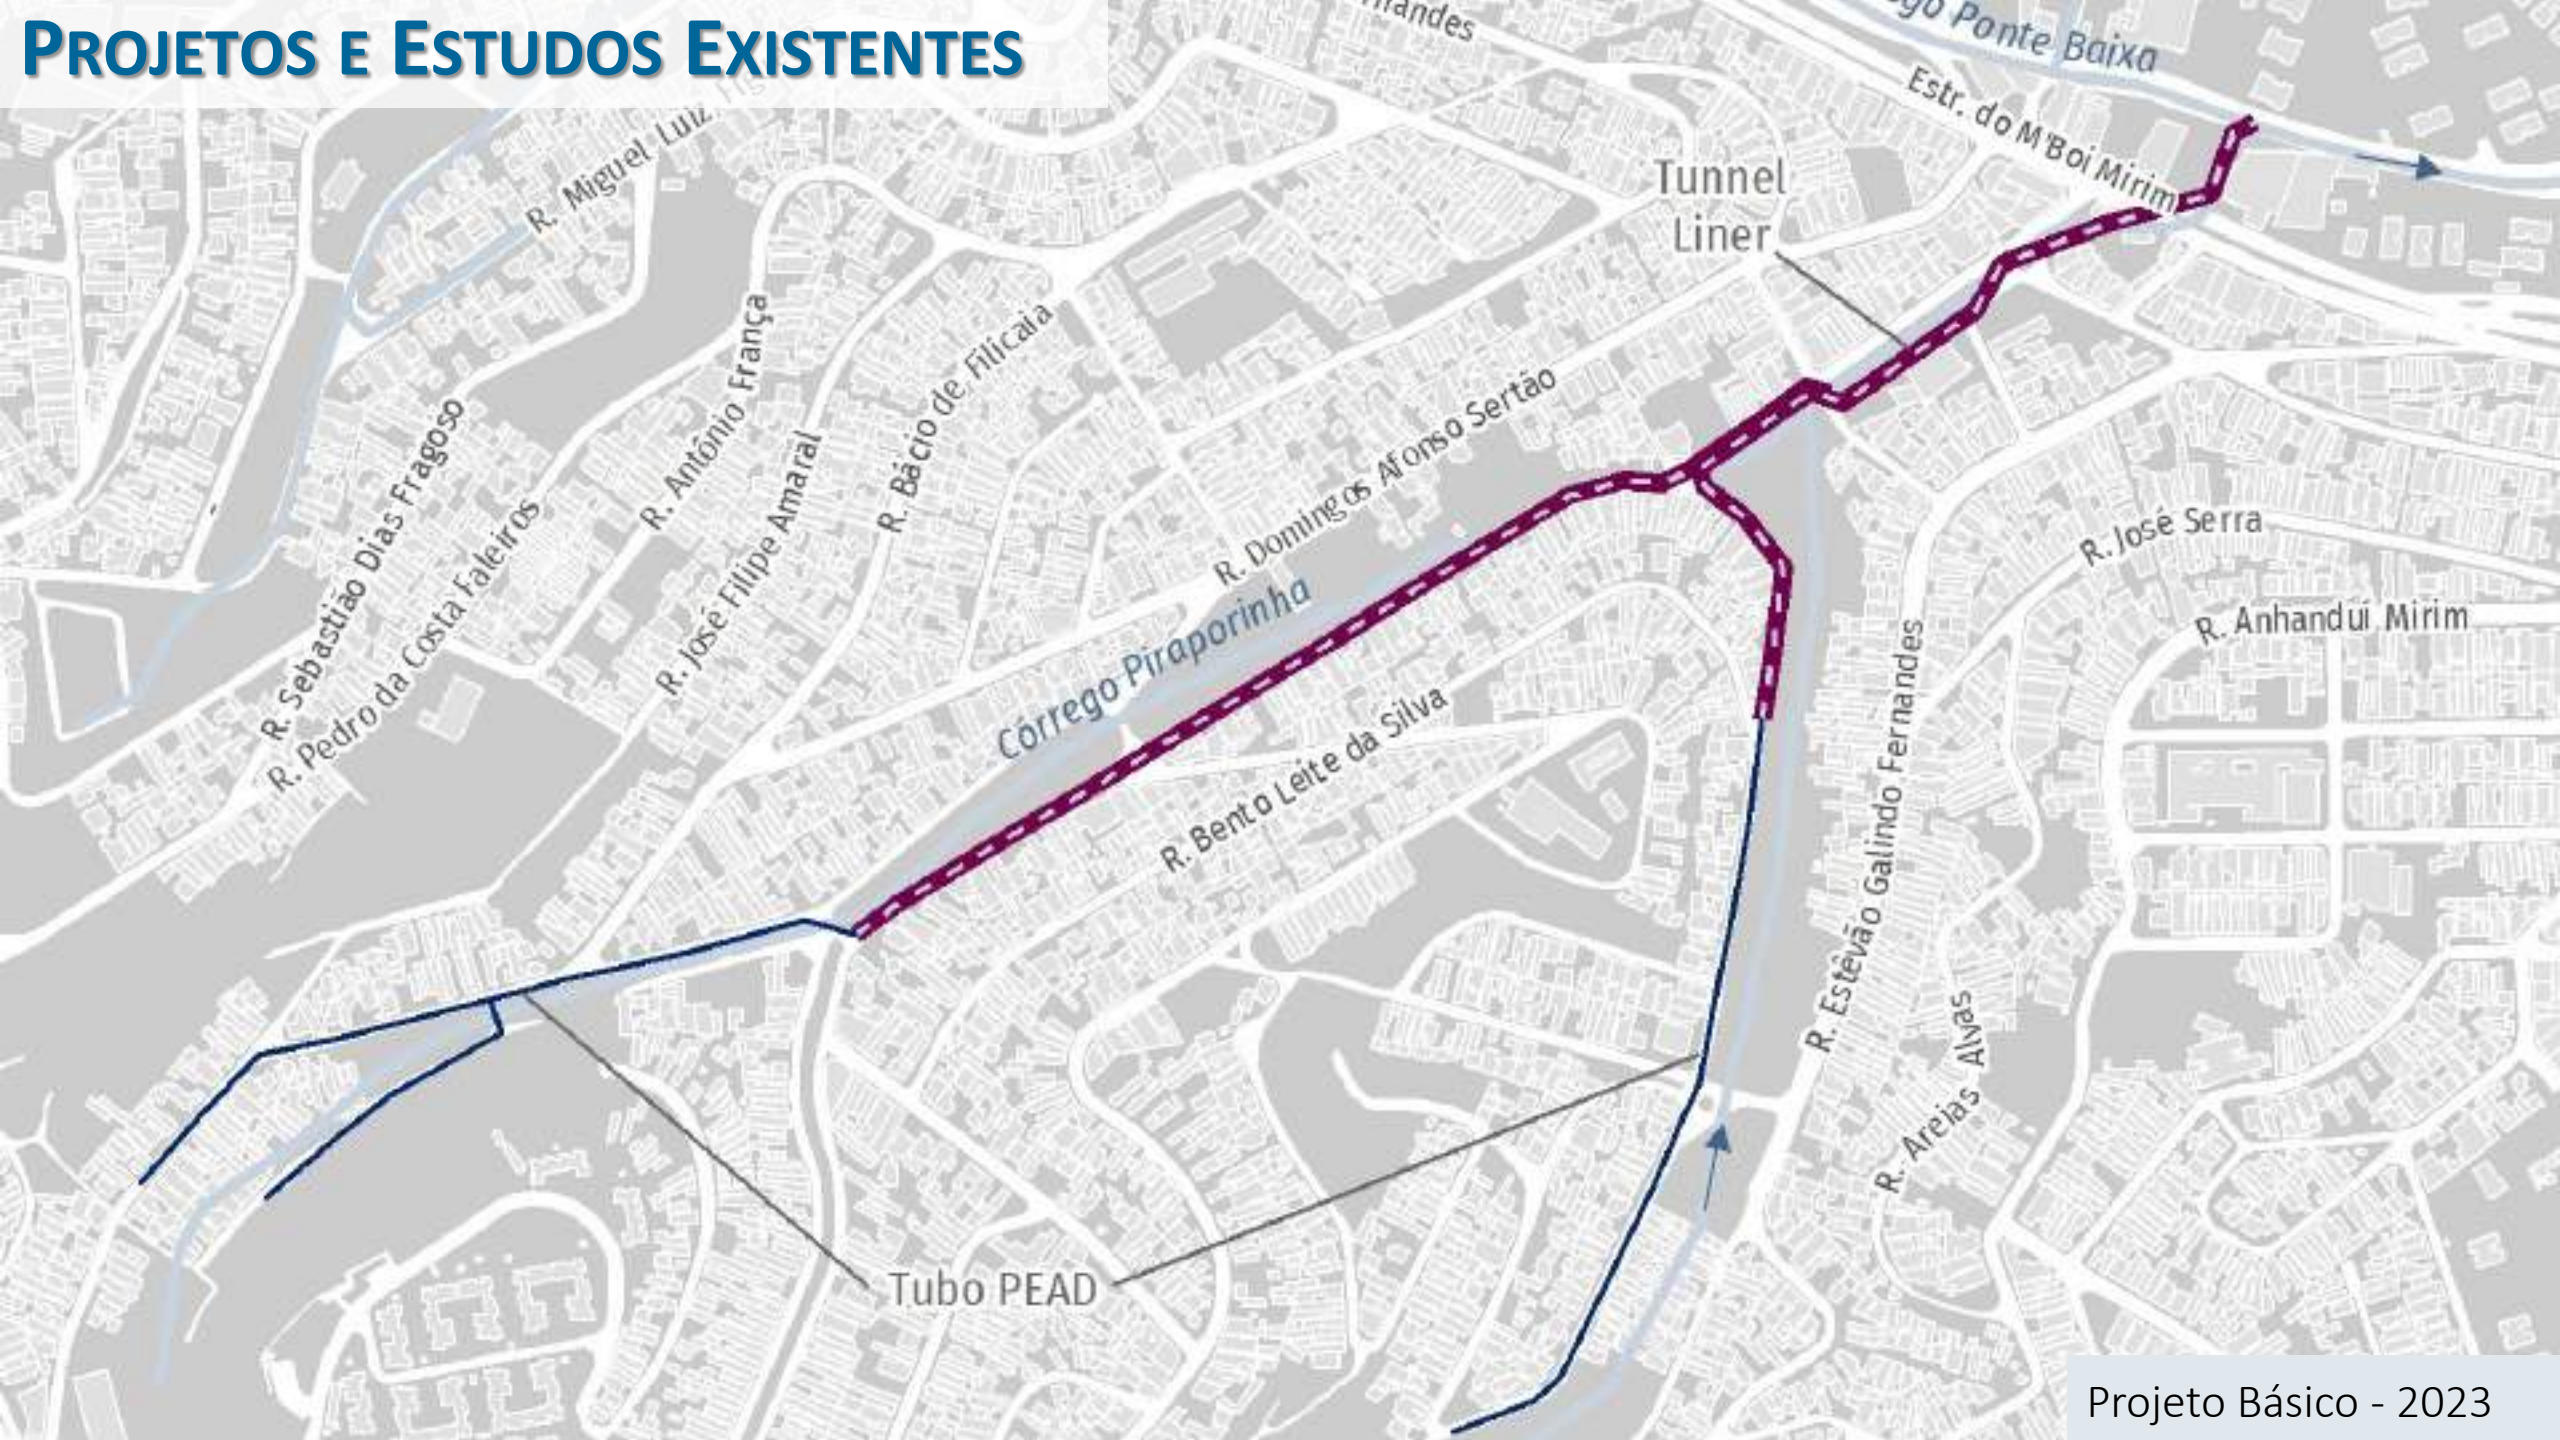 PROJETOS E ESTUDOS EXISTENTES
Ponte Baixa
Estr. do M'Boi Mirim
R. Miguel Luiz
Tunnel
Liner
R. Antônio França
R. Bácio de Filicaia
R. Domingos Afonso Sertão
R. Sebastião Dias Fragoso
R. José Filipe Amaral
R. Pedro da Costa Faleiros
R. José Serra
R. Anhanduí Mirim
Córrego Piraporinha
R. Bento Leite da Silva
R. Estêvão Galindo Fernandes
R. Areias Alvas
Tubo PEAD
Projeto Básico - 2023